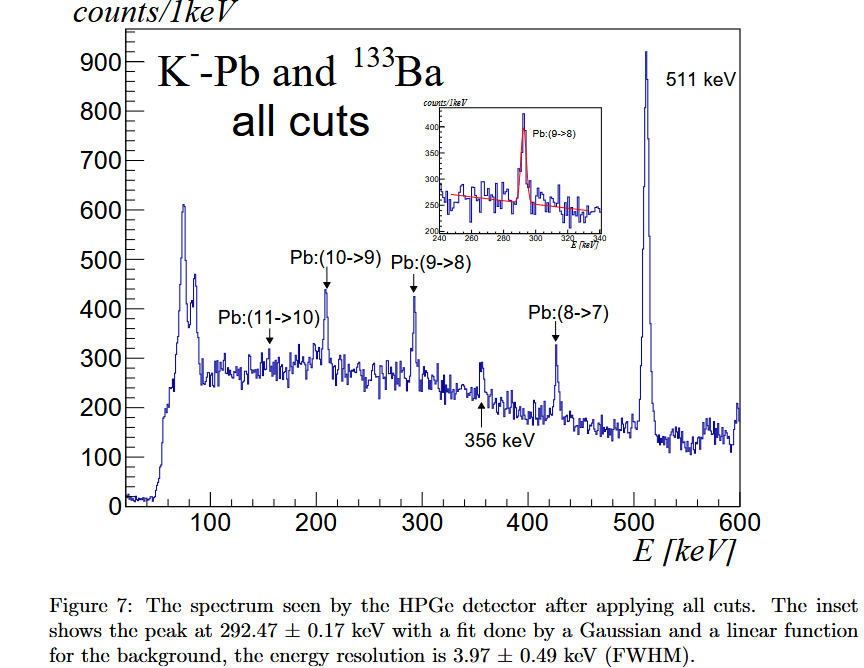 counts/1keV
K⁻-Pb and ¹³³Ba
all cuts
511 keV
900
800
700
600
500
400
300
200
100
0
counts/1keV
Pb:(9->8)
400
350
300
250
200
240 260 280 300 320 340
E [keV]
Pb:(10->9) Pb:(9->8)
Pb:(11->10)
Pb:(8->7)
356 keV
100 200 300 400 500 600
E [keV]
Figure 7: The spectrum seen by the HPGe detector after applying all cuts. The inset
shows the peak at 292.47 ± 0.17 keV with a fit done by a Gaussian and a linear function
for the background, the energy resolution is 3.97 ± 0.49 keV (FWHM).